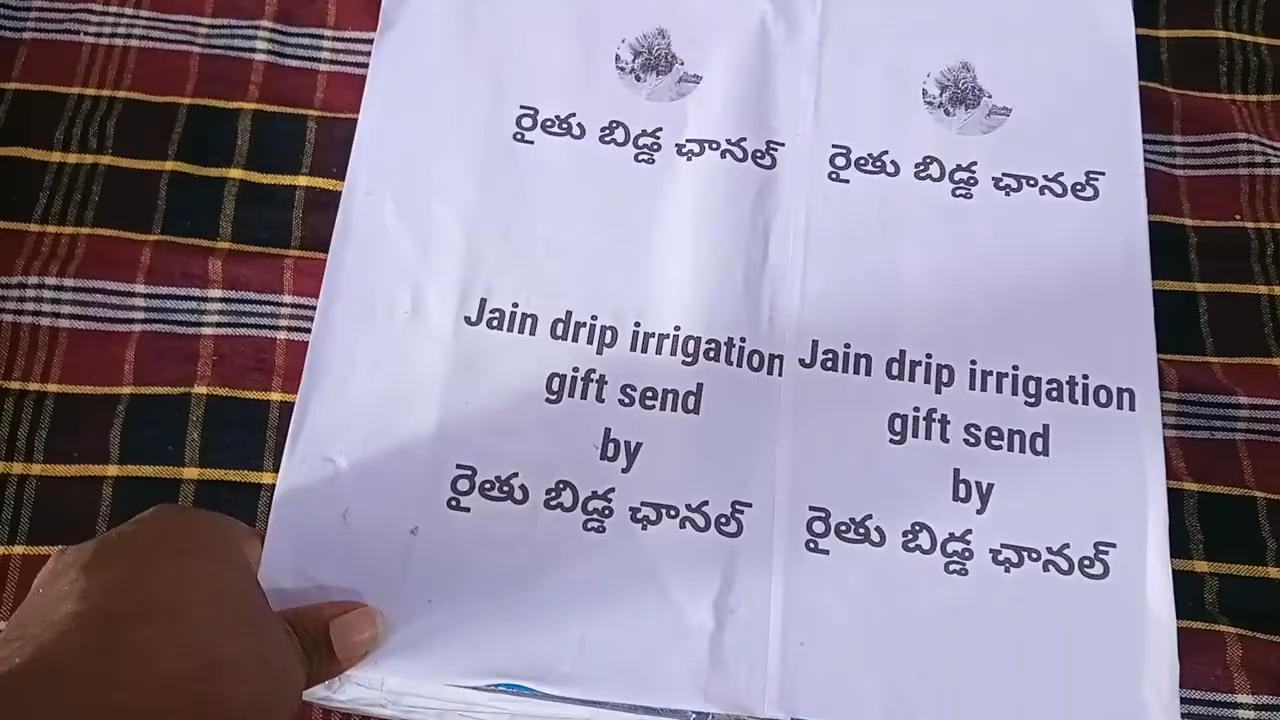 రైతు బిడ్డ ఛానల్
Jain drip irrigation
gift send
by
రైతు బిడ్డ ఛానల్
రైతు బిడ్డ ఛానల్
Jain drip irrigation
gift send
by
రైతు బిడ్డ ఛానల్